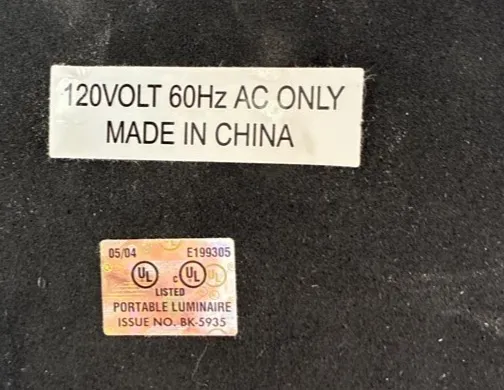 120VOLT 60Hz AC ONLY
MADE IN CHINA
05/04 E199305
UL c UL
LISTED
PORTABLE LUMINAIRE
ISSUE NO. BK-5935